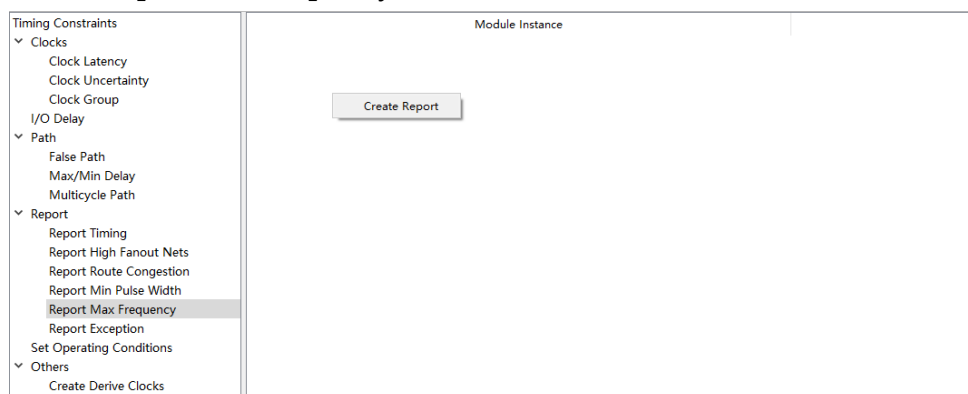 Timing Constraints
Clocks
Clock Latency
Clock Uncertainty
Clock Group
I/O Delay
Path
False Path
Max/Min Delay
Multicycle Path
Report
Report Timing
Report High Fanout Nets
Report Route Congestion
Report Min Pulse Width
Report Max Frequency
Report Exception
Set Operating Conditions
Others
Create Derive Clocks
Module Instance
Create Report